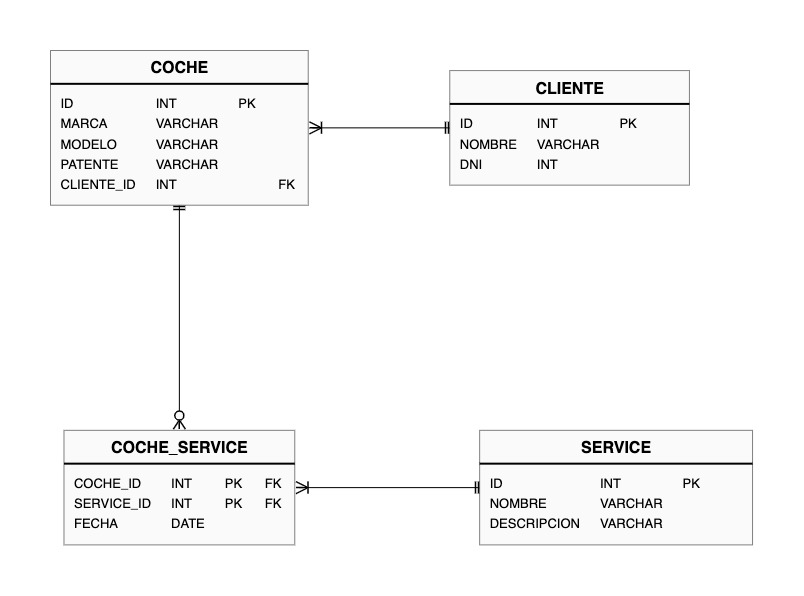 COCHE
ID INT PK
MARCA VARCHAR
MODELO VARCHAR
PATENTE VARCHAR
CLIENTE_ID INT FK
CLIENTE
ID INT PK
NOMBRE VARCHAR
DNI INT
COCHE_SERVICE
COCHE_ID INT PK FK
SERVICE_ID INT PK FK
FECHA DATE
SERVICE
ID INT PK
NOMBRE VARCHAR
DESCRIPCION VARCHAR